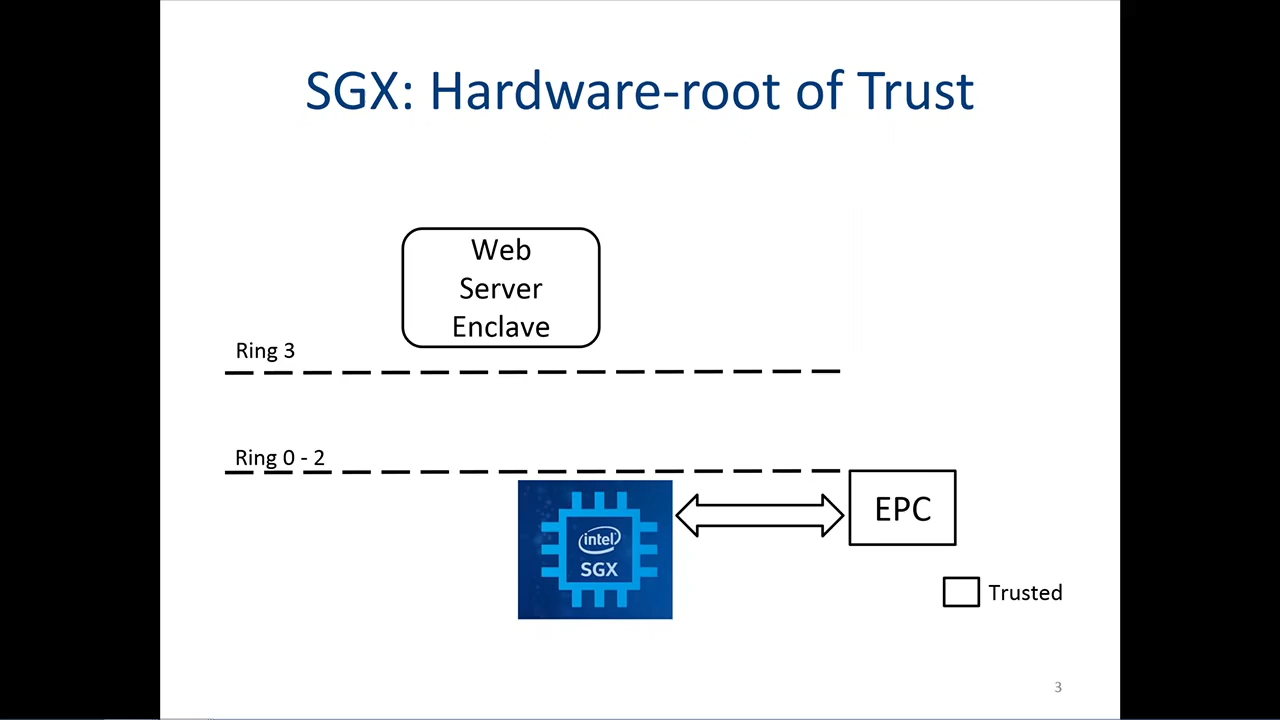 SGX: Hardware-root of Trust
Web
Server
Enclave
Ring 3
Ring 0 - 2
intel
SGX
EPC
Trusted
3